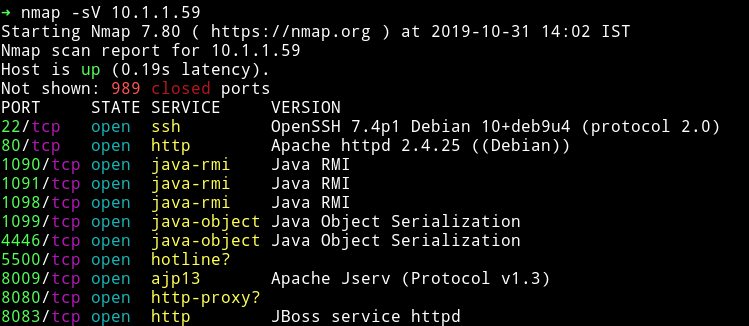 → nmap -sV 10.1.1.59
Starting Nmap 7.80 ( https://nmap.org ) at 2019-10-31 14:02 IST
Nmap scan report for 10.1.1.59
Host is up (0.19s latency).
Not shown: 989 closed ports
PORT     STATE SERVICE     VERSION
22/tcp   open  ssh         OpenSSH 7.4p1 Debian 10+deb9u4 (protocol 2.0)
80/tcp   open  http        Apache httpd 2.4.25 ((Debian))
1090/tcp open  java-rmi    Java RMI
1091/tcp open  java-rmi    Java RMI
1098/tcp open  java-rmi    Java RMI
1099/tcp open  java-object Java Object Serialization
4446/tcp open  java-object Java Object Serialization
5500/tcp open  hotline?
8009/tcp open  ajp13       Apache Jserv (Protocol v1.3)
8080/tcp open  http-proxy?
8083/tcp open  http        JBoss service httpd